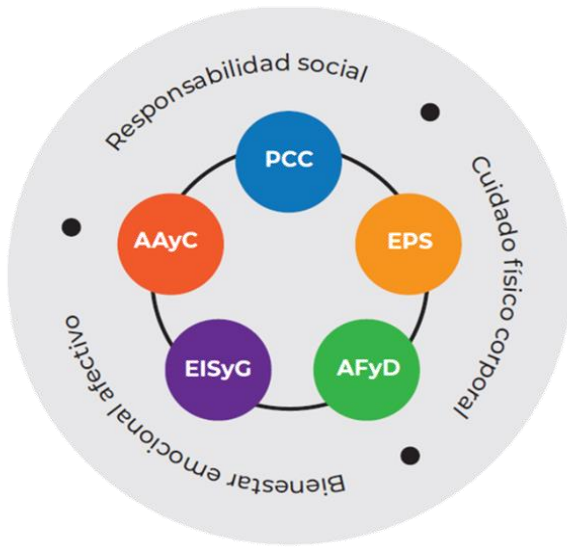 Responsabilidad social
Cuidado físico corporal
Bienestar emocional afectivo
PCC
EPS
AFyD
EISyG
AAyC